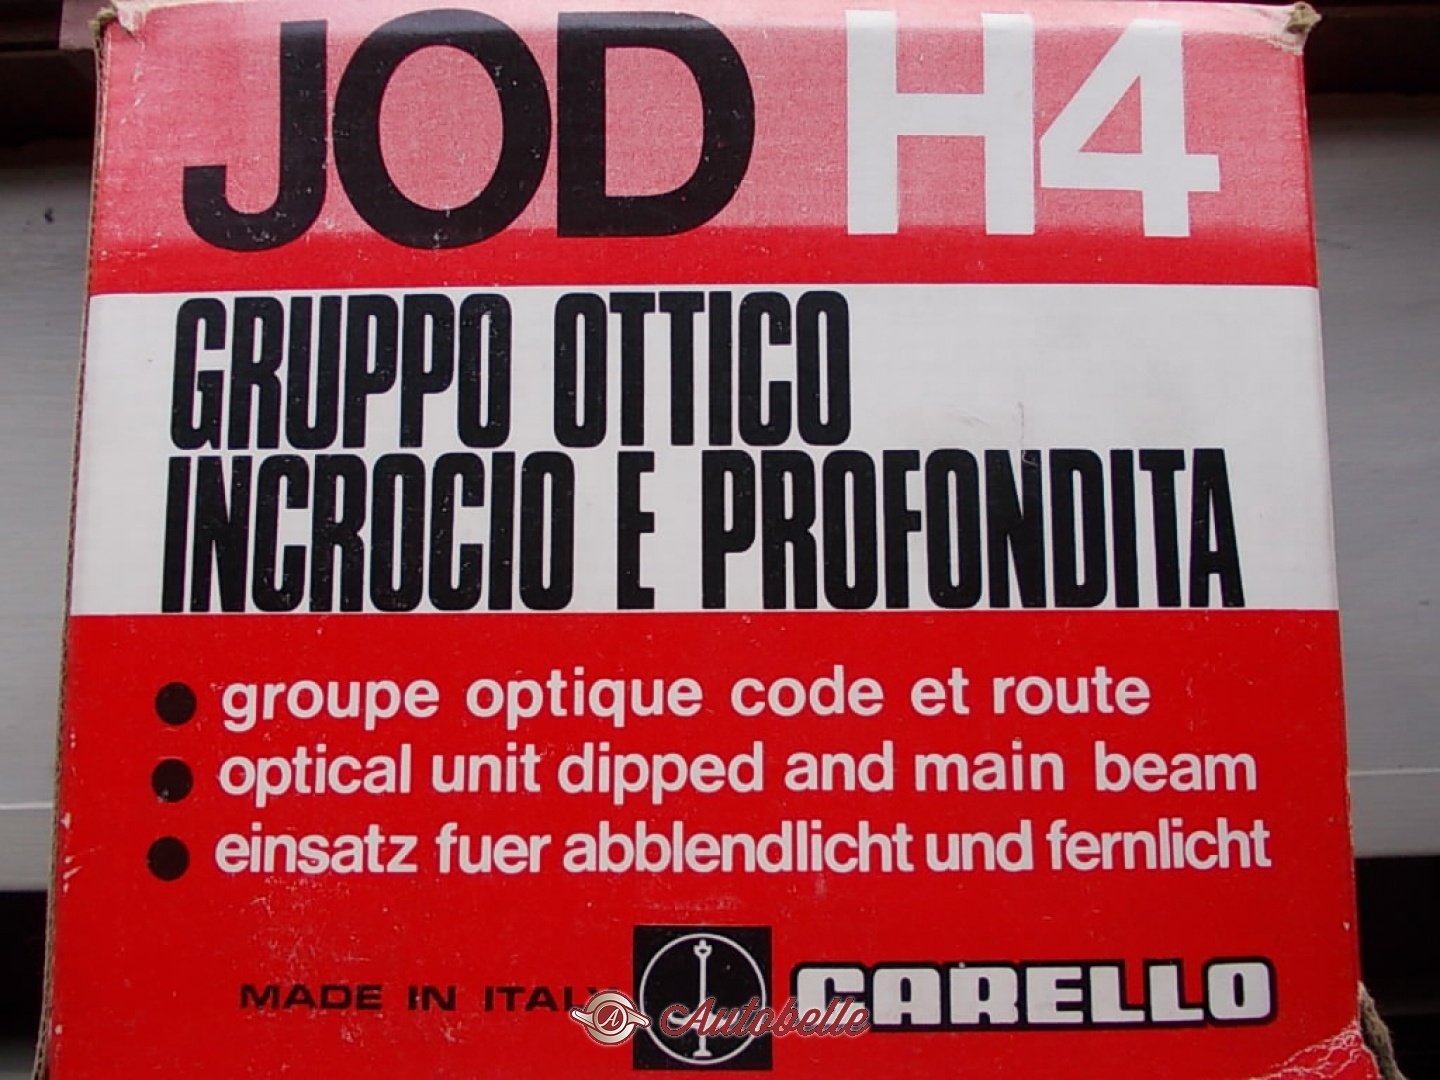 JOD H4
GRUPPO OTTICO
INCROCIO E PROFONDITA
groupe optique code et route
optical unit dipped and main beam
einsatz fuer abblendlicht und fernlicht
MADE IN ITALY
CARELLO
A Autobelle